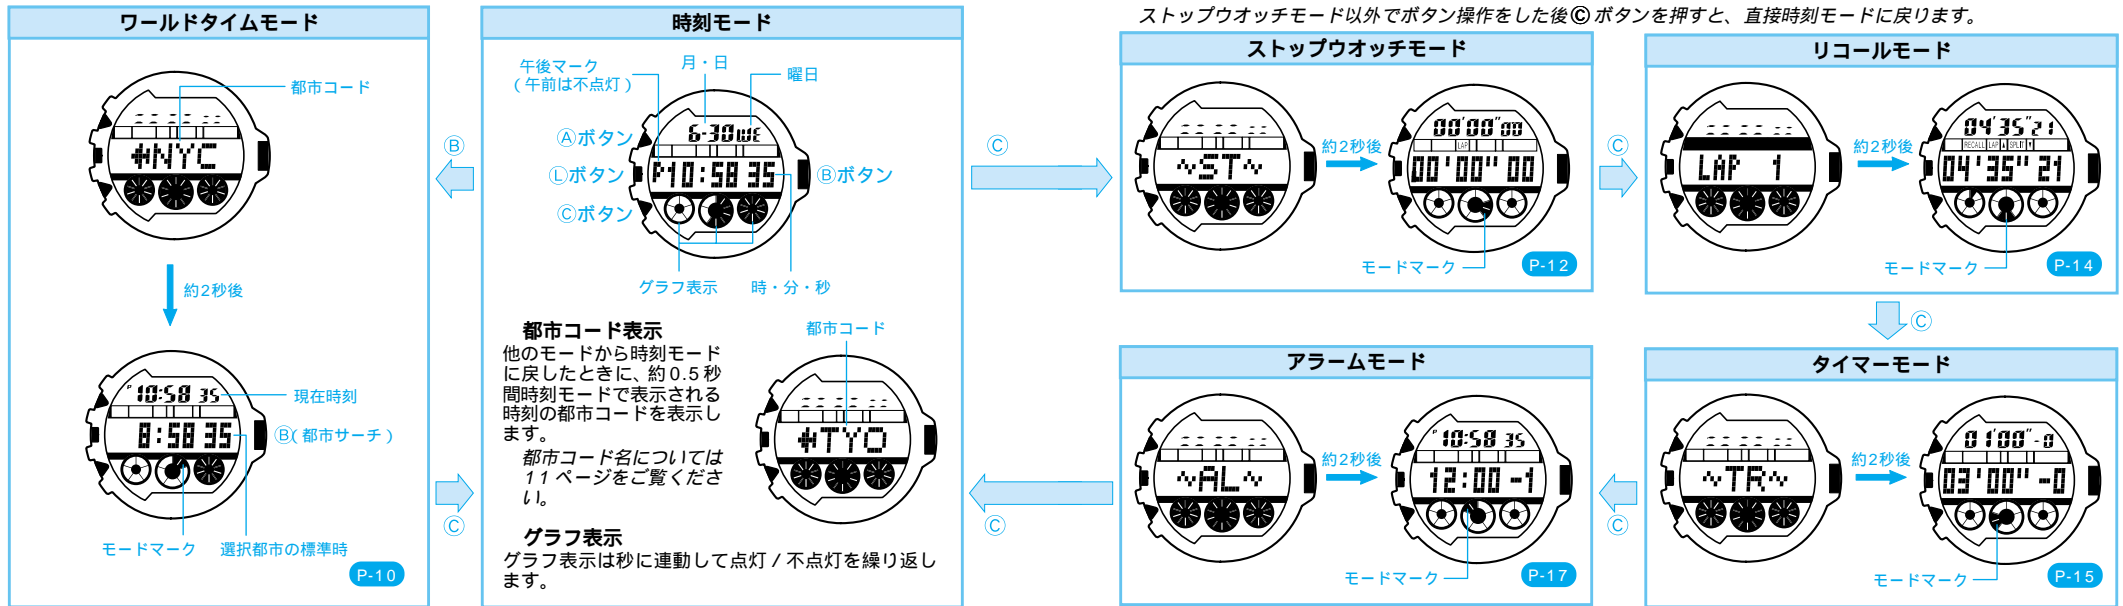 ワールドタイムモード
都市コード
NYC
約2秒後
P 10:58 35
現在時刻
8:58 35
Ⓑ(都市サーチ)
モードマーク
選択都市の標準時
P-10
Ⓑ
Ⓒ
時刻モード
午後マーク
(午前は不点灯)
月・日
曜日
6-30 WE
P10:58 35
Ⓐボタン
Ⓛボタン
Ⓒボタン
Ⓑボタン
グラフ表示
時・分・秒
都市コード表示
他のモードから時刻モード
に戻したときに、約0.5秒
間時刻モードで表示される
時刻の都市コードを表示し
ます。
都市コード名については
11ページをご覧くださ
い。
都市コード
TYO
グラフ表示
グラフ表示は秒に連動して点灯/不点灯を繰り返し
ます。
Ⓒ
Ⓒ
ストップウオッチモード以外でボタン操作をした後Ⓒボタンを押すと、直接時刻モードに戻ります。
ストップウオッチモード
~ST~
約2秒後
00'00"00
LAP
00'00"00
モードマーク
P-12
Ⓒ
リコールモード
LAP 1
約2秒後
04'35"21
RECALL LAP ▲ SPLIT ▼
04'35"21
モードマーク
P-14
Ⓒ
アラームモード
~AL~
約2秒後
P 10:58 35
12:00-1
モードマーク
P-17
Ⓒ
タイマーモード
~TR~
約2秒後
01'00"-0
03'00"-0
モードマーク
P-15